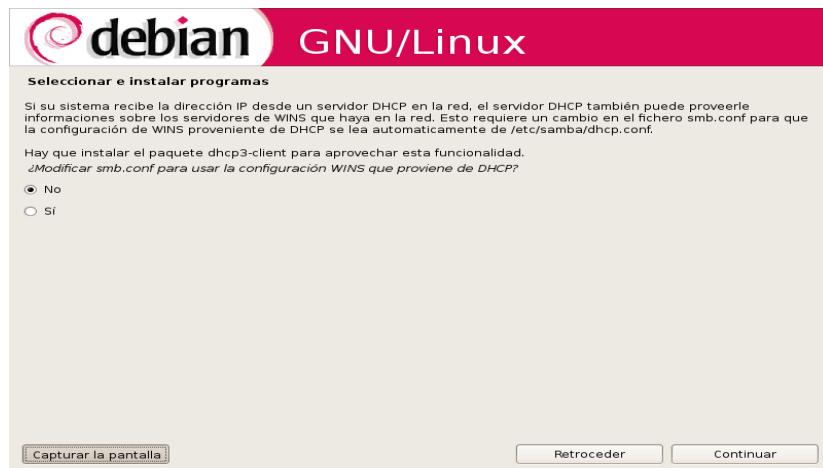 debian GNU/Linux
Seleccionar e instalar programas
Si su sistema recibe la dirección IP desde un servidor DHCP en la red, el servidor DHCP también puede proveerle
informaciones sobre los servidores de WINS que haya en la red. Esto requiere un cambio en el fichero smb.conf para que
la configuración de WINS proveniente de DHCP se lea automaticamente de /etc/samba/dhcp.conf.
Hay que instalar el paquete dhcp3-client para aprovechar esta funcionalidad.
¿Modificar smb.conf para usar la configuración WINS que proviene de DHCP?
No
Sí
Capturar la pantalla Retroceder Continuar